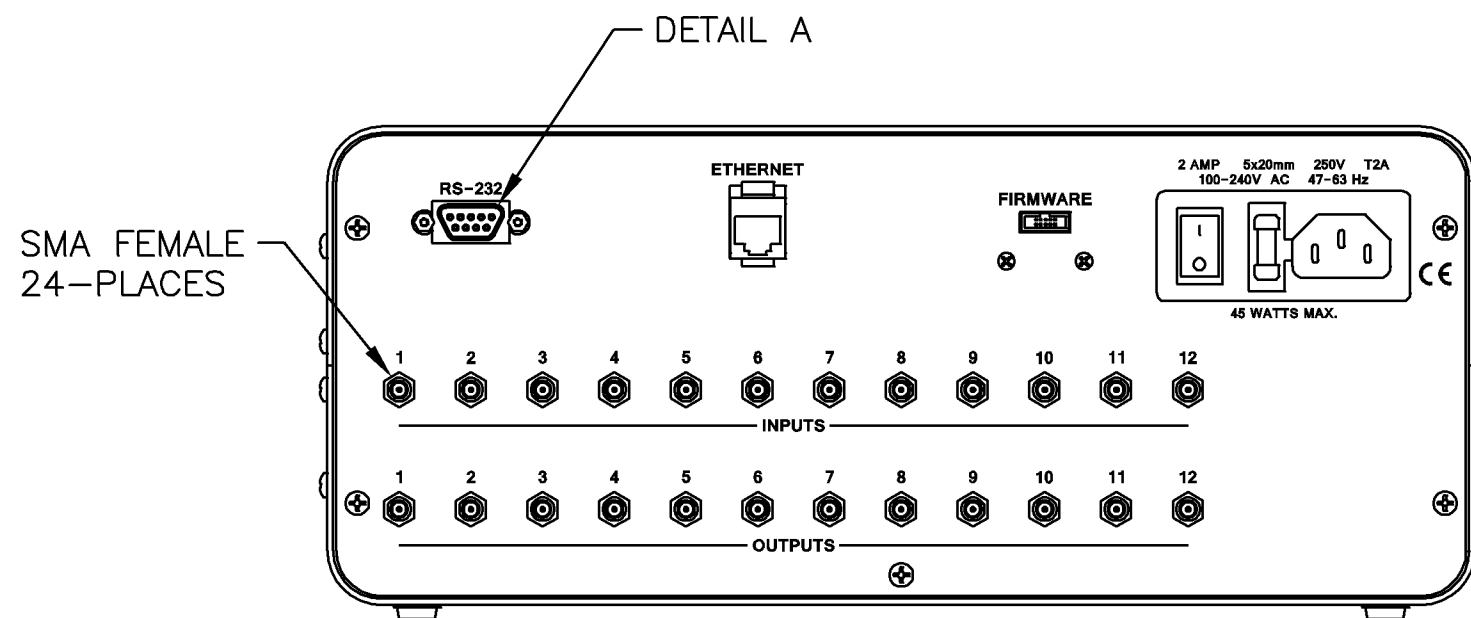 DETAIL A
2 AMP 5x20mm 250V T2A
100-240V AC 47-63 Hz
ETHERNET
RS-232
FIRMWARE
SMA FEMALE
24-PLACES
CE
45 WATTS MAX.
1 2 3 4 5 6 7 8 9 10 11 12
INPUTS
1 2 3 4 5 6 7 8 9 10 11 12
OUTPUTS